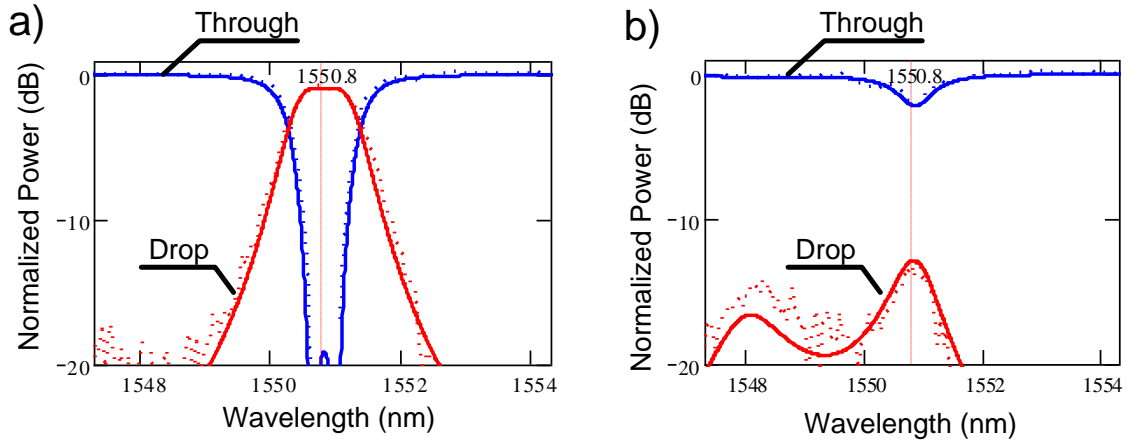 a)
Through
1550.8
0
−10
−20
Normalized Power (dB)
Drop
1548
1550
1552
1554
Wavelength (nm)
b)
Through
1550.8
0
−10
−20
Normalized Power (dB)
Drop
1548
1550
1552
1554
Wavelength (nm)